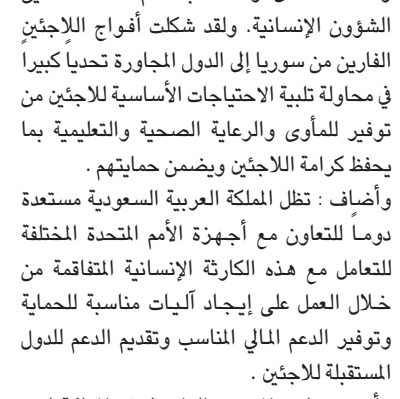 الشؤون الإنسانية. ولقد شكلت أفواج اللاجئين
الفارين من سوريا إلى الدول المجاورة تحدياً كبيراً
في محاولة تلبية الاحتياجات الأساسية للاجئين من
توفير للمأوى والرعاية الصحية والتعليمية بما
يحفظ كرامة اللاجئين ويضمن حمايتهم .
وأضاف : تظل المملكة العربية السعودية مستعدة
دوماً للتعاون مع أجهزة الأمم المتحدة المختلفة
للتعامل مع هذه الكارثة الإنسانية المتفاقمة من
خلال العمل على إيجاد آليات مناسبة للحماية
وتوفير الدعم المالي المناسب وتقديم الدعم للدول
المستقبلة للاجئين .